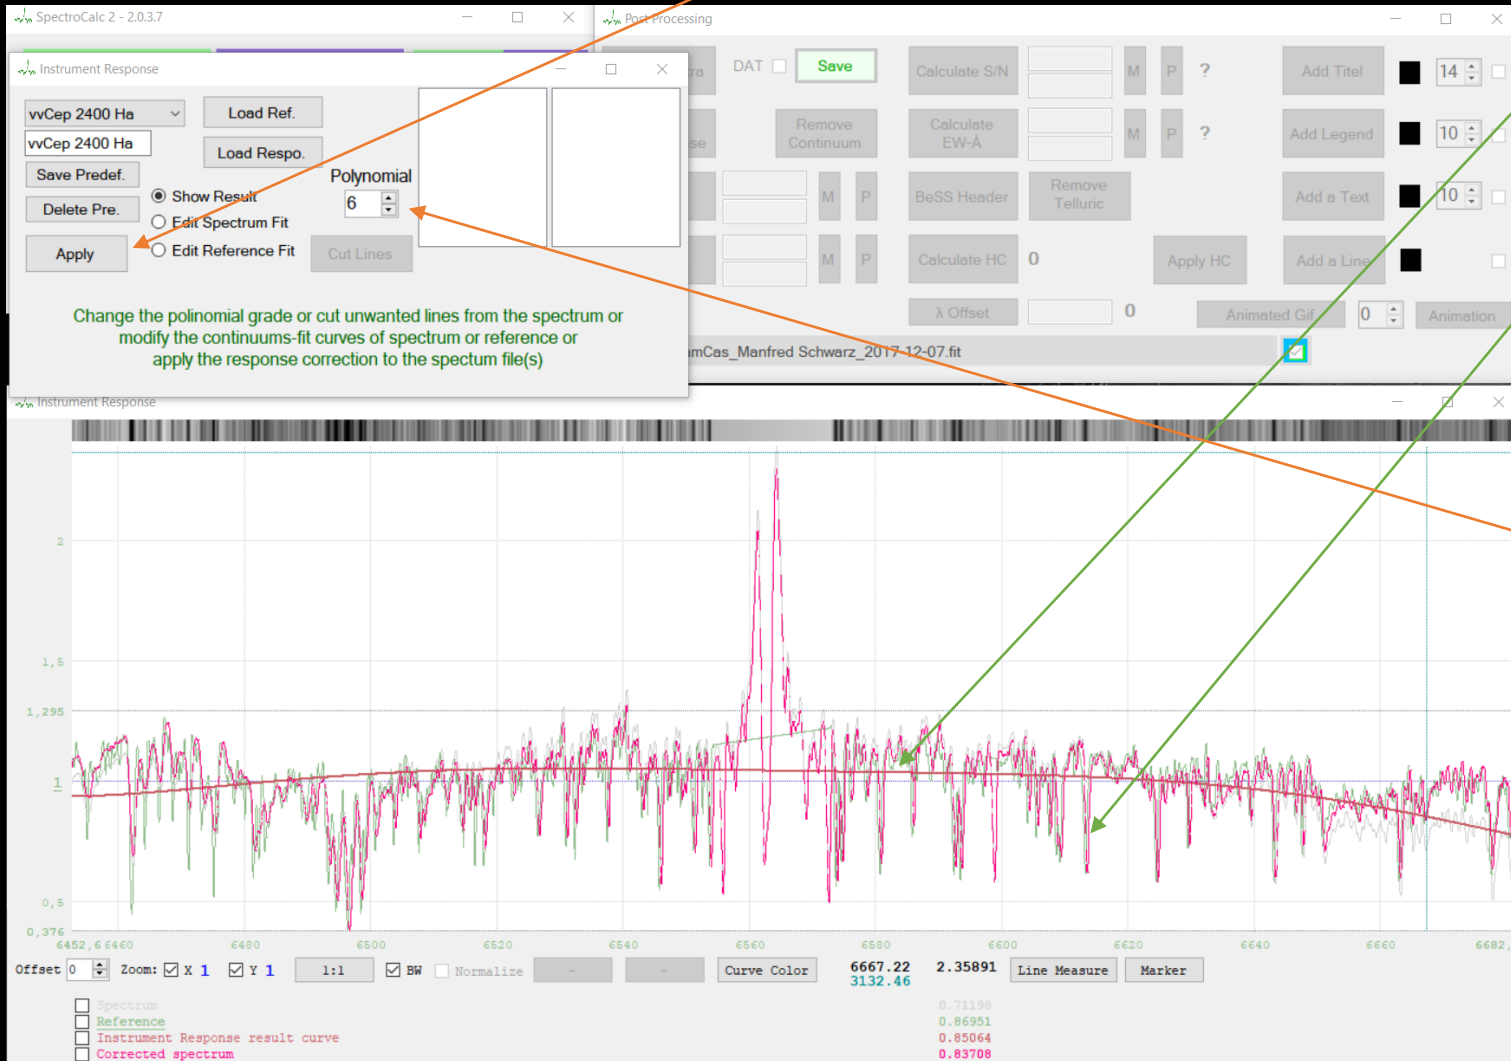 SpectroCalc 2 - 2.0.3.7
Post Processing
Instrument Response
vvCep 2400 Ha
Load Ref.
vvCep 2400 Ha
Load Respo.
Save Predef.
Polynomial
Show Result
6
Delete Pre.
Edit Spectrum Fit
Apply
Edit Reference Fit
Cut Lines
Change the polinomial grade or cut unwanted lines from the spectrum or
modify the continuums-fit curves of spectrum or reference or
apply the response correction to the spectum file(s)
DAT
Save
Calculate S/N
M
P
?
Add Titel
14
Remove
Continuum
Calculate
EW-Å
M
P
?
Add Legend
10
M
P
BeSS Header
Remove
Telluric
Add a Text
10
M
P
Calculate HC
0
Apply HC
Add a Line
λ Offset
0
Animated Gif
0
Animation
mCas_Manfred Schwarz_2017-12-07.fit
Instrument Response
2
1,5
1,295
1
0,5
0,376
6452,6 6460 6480 6500 6520 6540 6560 6580 6600 6620 6640 6660 6682,
Offset 0 Zoom: X 1 Y 1 1:1 BW Normalize - - Curve Color 6667.22 2.35891 Line Measure Marker
3132.46
Spectrum 0.71198
Reference 0.86951
Instrument Response result curve 0.85064
Corrected spectrum 0.83708